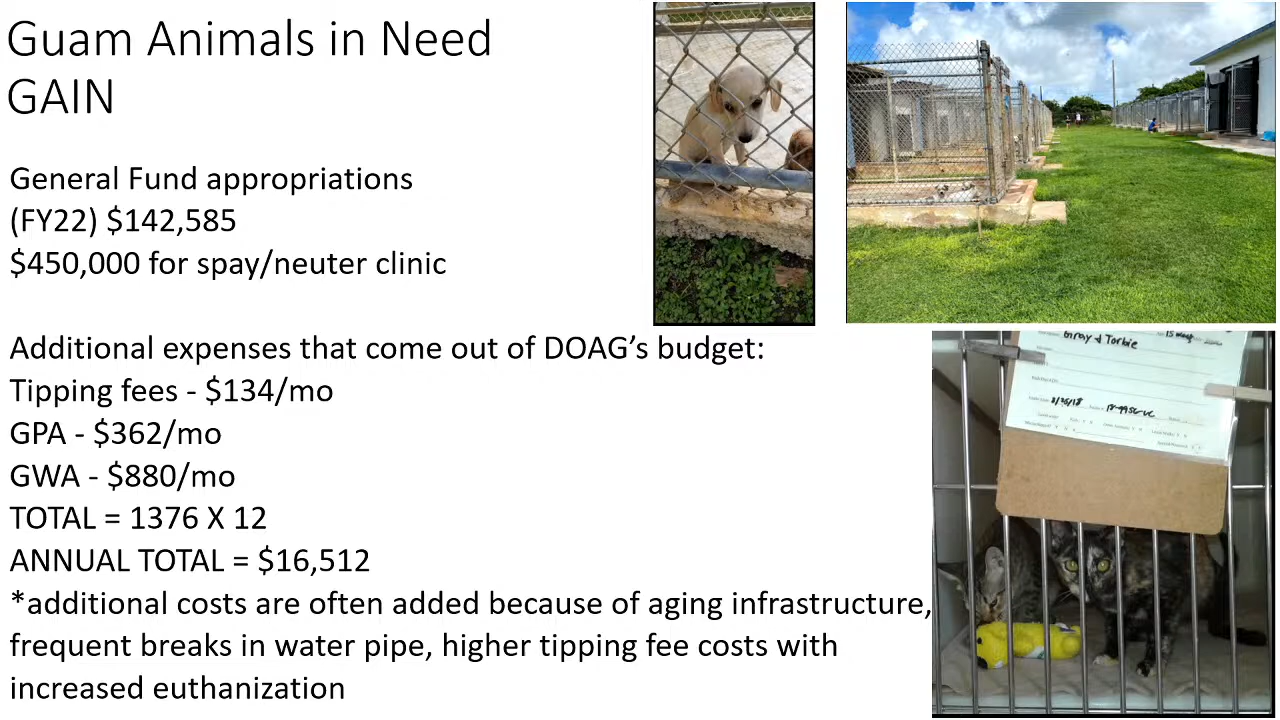 Guam Animals in Need
GAIN
General Fund appropriations
(FY22) $142,585
$450,000 for spay/neuter clinic
Additional expenses that come out of DOAG’s budget:
Tipping fees - $134/mo
GPA - $362/mo
GWA - $880/mo
TOTAL = 1376 X 12
ANNUAL TOTAL = $16,512
*additional costs are often added because of aging infrastructure,
frequent breaks in water pipe, higher tipping fee costs with
increased euthanization
Gray & Torbie